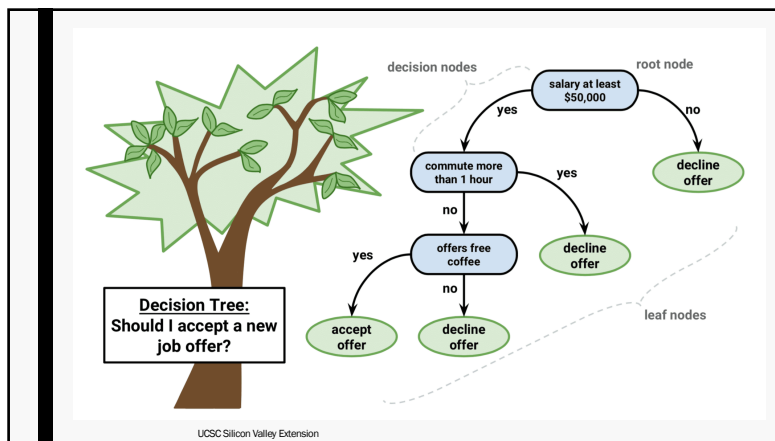 decision nodes
root node
salary at least
$50,000
yes
no
commute more
than 1 hour
yes
decline
offer
no
offers free
coffee
decline
offer
yes
no
Decision Tree:
Should I accept a new
job offer?
accept
offer
decline
offer
leaf nodes
UCSC Silicon Valley Extension